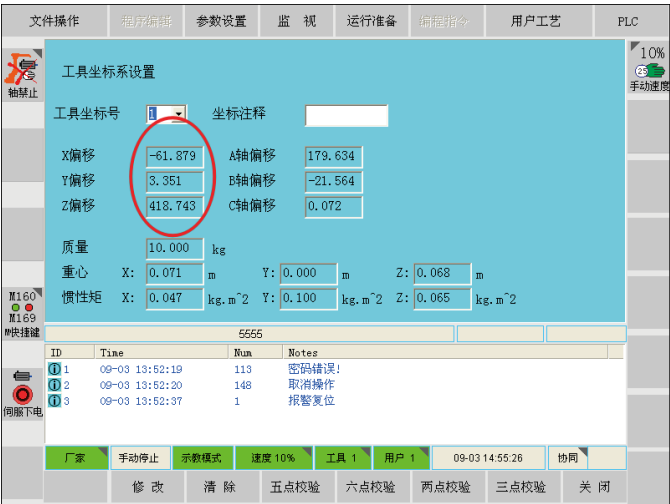 文件操作 程序编辑 参数设置 监 视 运行准备 编程指令 用户工艺 PLC
轴禁止
10%
25
手动速度
工具坐标系设置
工具坐标号 1 坐标注释
X偏移 -61.879 A轴偏移 179.634
Y偏移 3.351 B轴偏移 -21.564
Z偏移 418.743 C轴偏移 0.072
质量 10.000 kg
重心 X: 0.071 m Y: 0.000 m Z: 0.068 m
惯性矩 X: 0.047 kg.m^2 Y: 0.100 kg.m^2 Z: 0.065 kg.m^2
M160
M169
M快捷键
5555
ID Time Num Notes
1 09-03 13:52:19 113 密码错误!
2 09-03 13:52:20 148 取消操作
3 09-03 13:52:37 1 报警复位
伺服下电
厂家 手动停止 示教模式 速度 10% 工具 1 用户 1 09-03 14:55:26 协同
修 改 清 除 五点校验 六点校验 两点校验 三点校验 关 闭